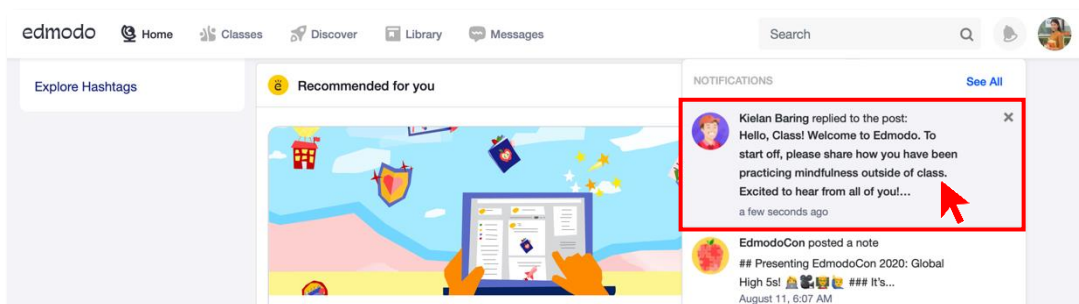 edmodo Home Classes Discover Library Messages Search
Explore Hashtags
ë Recommended for you
NOTIFICATIONS See All
Kielan Baring replied to the post:
Hello, Class! Welcome to Edmodo. To
start off, please share how you have been
practicing mindfulness outside of class.
Excited to hear from all of you!...
a few seconds ago
EdmodoCon posted a note
## Presenting EdmodoCon 2020: Global
High 5s! ### It's...
August 11, 6:07 AM